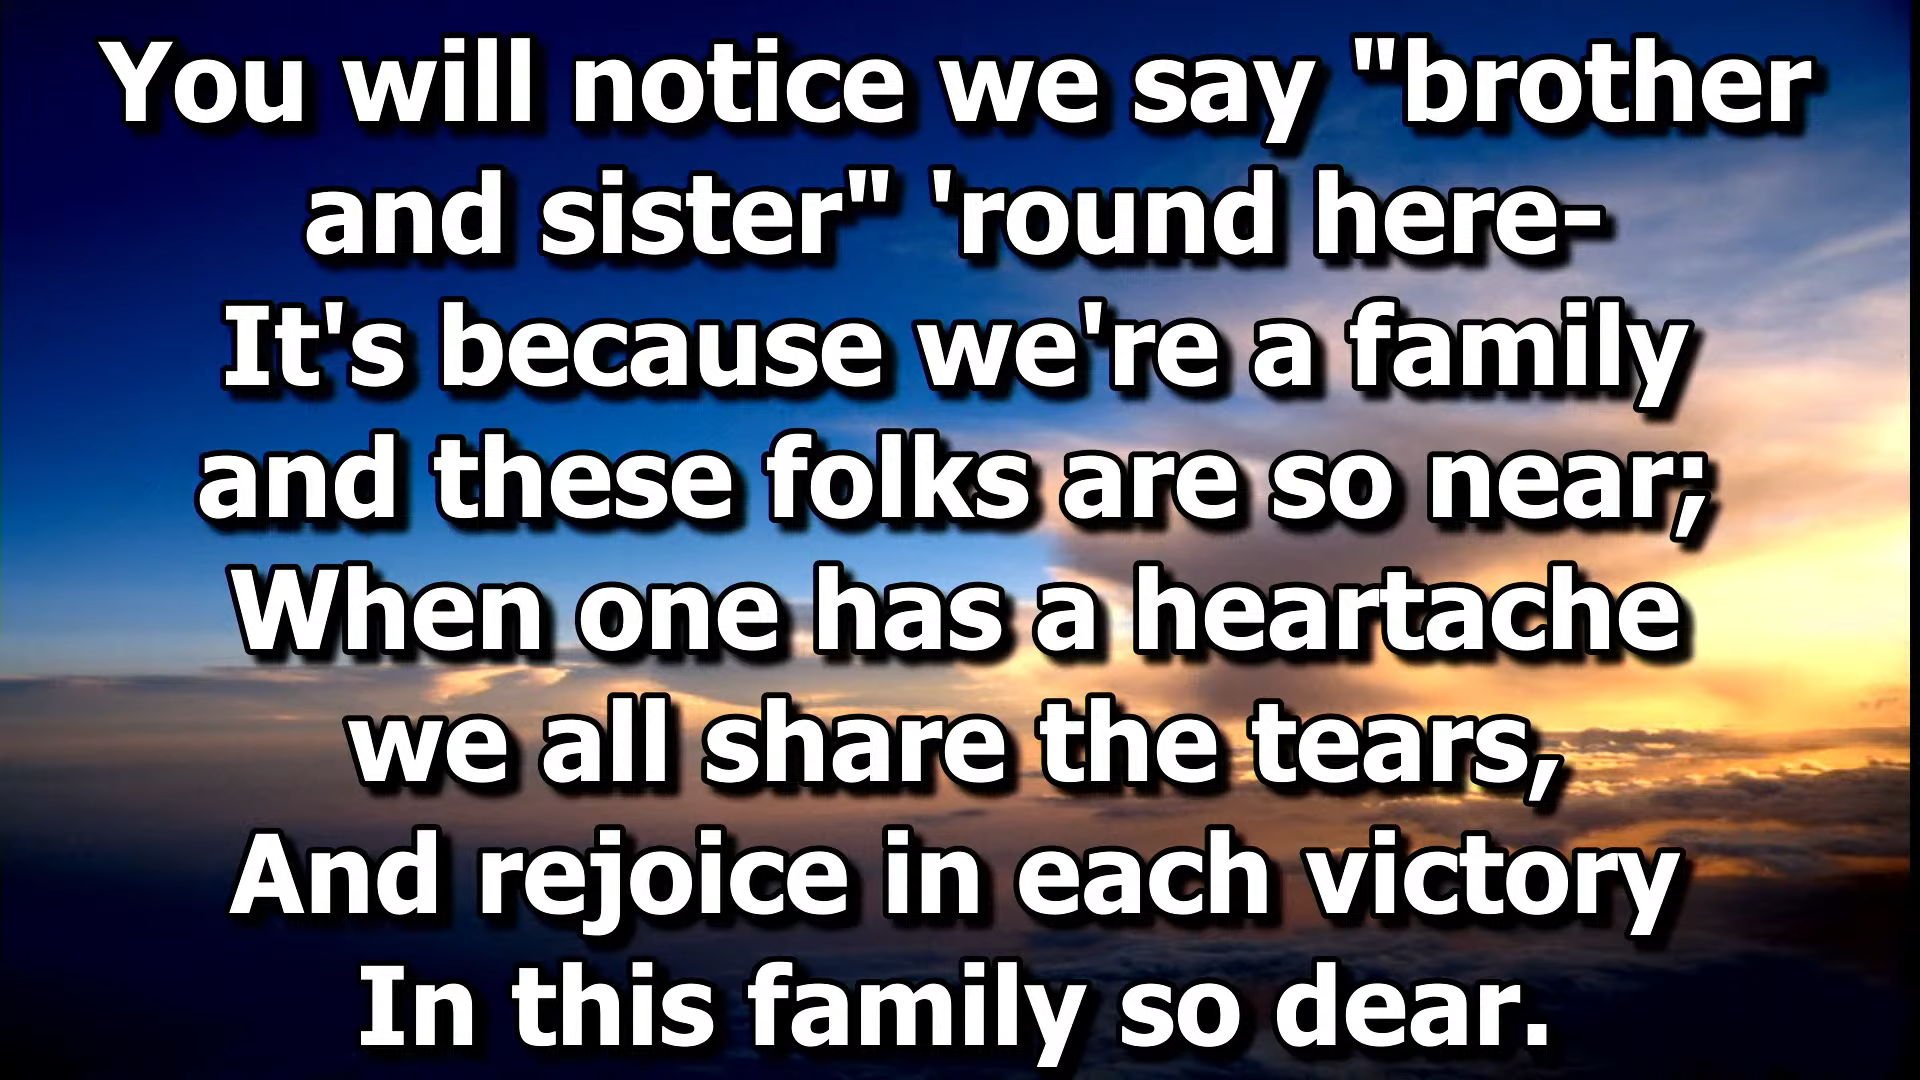 You will notice we say "brother
and sister" 'round here-
It's because we're a family
and these folks are so near;
When one has a heartache
we all share the tears,
And rejoice in each victory
In this family so dear.